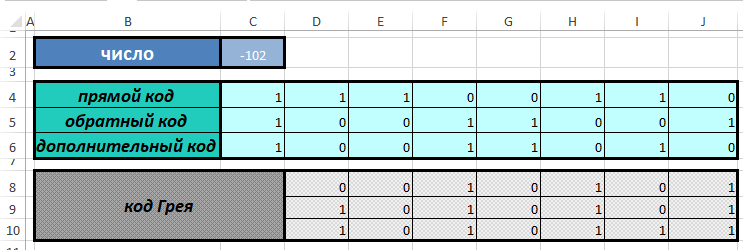 A B C D E F G H I J
2 число -102
3
4 прямой код 1 1 1 0 0 1 1 0
5 обратный код 1 0 0 1 1 0 0 1
6 дополнительный код 1 0 0 1 1 0 1 0
7
8 0 0 1 0 1 0 1
9 код Грея 1 0 1 0 1 0 1
10 1 0 1 0 1 1 1